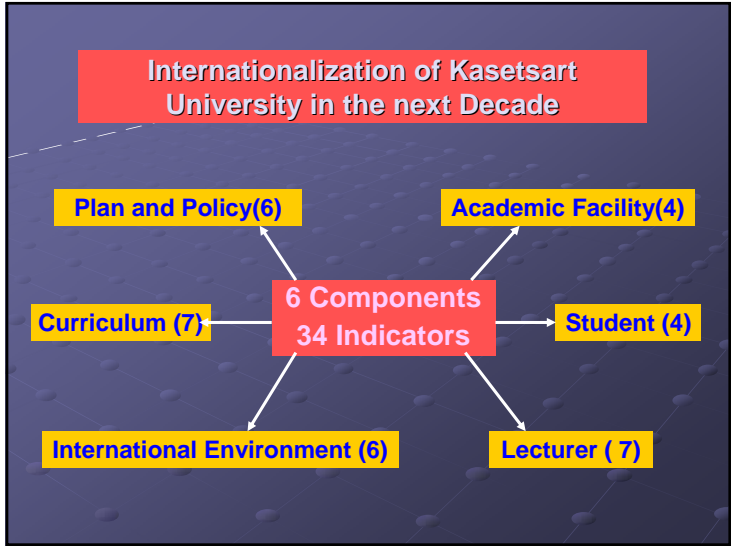 Internationalization of Kasetsart
University in the next Decade
Plan and Policy(6)
Academic Facility(4)
6 Components
34 Indicators
Curriculum (7)
Student (4)
International Environment (6)
Lecturer ( 7)